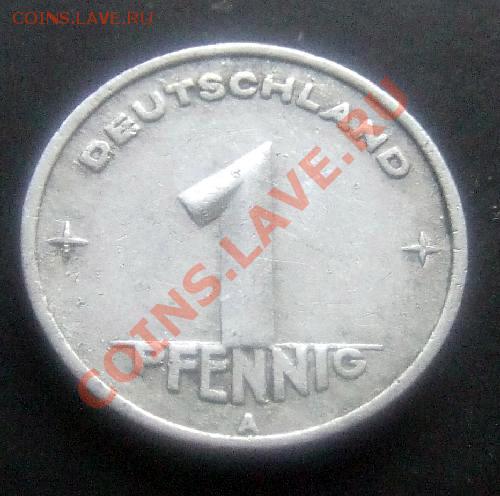 COINS.LAVE.RU
DEUTSCHLAND
1
PFENNIG
A
COINS.LAVE.RU